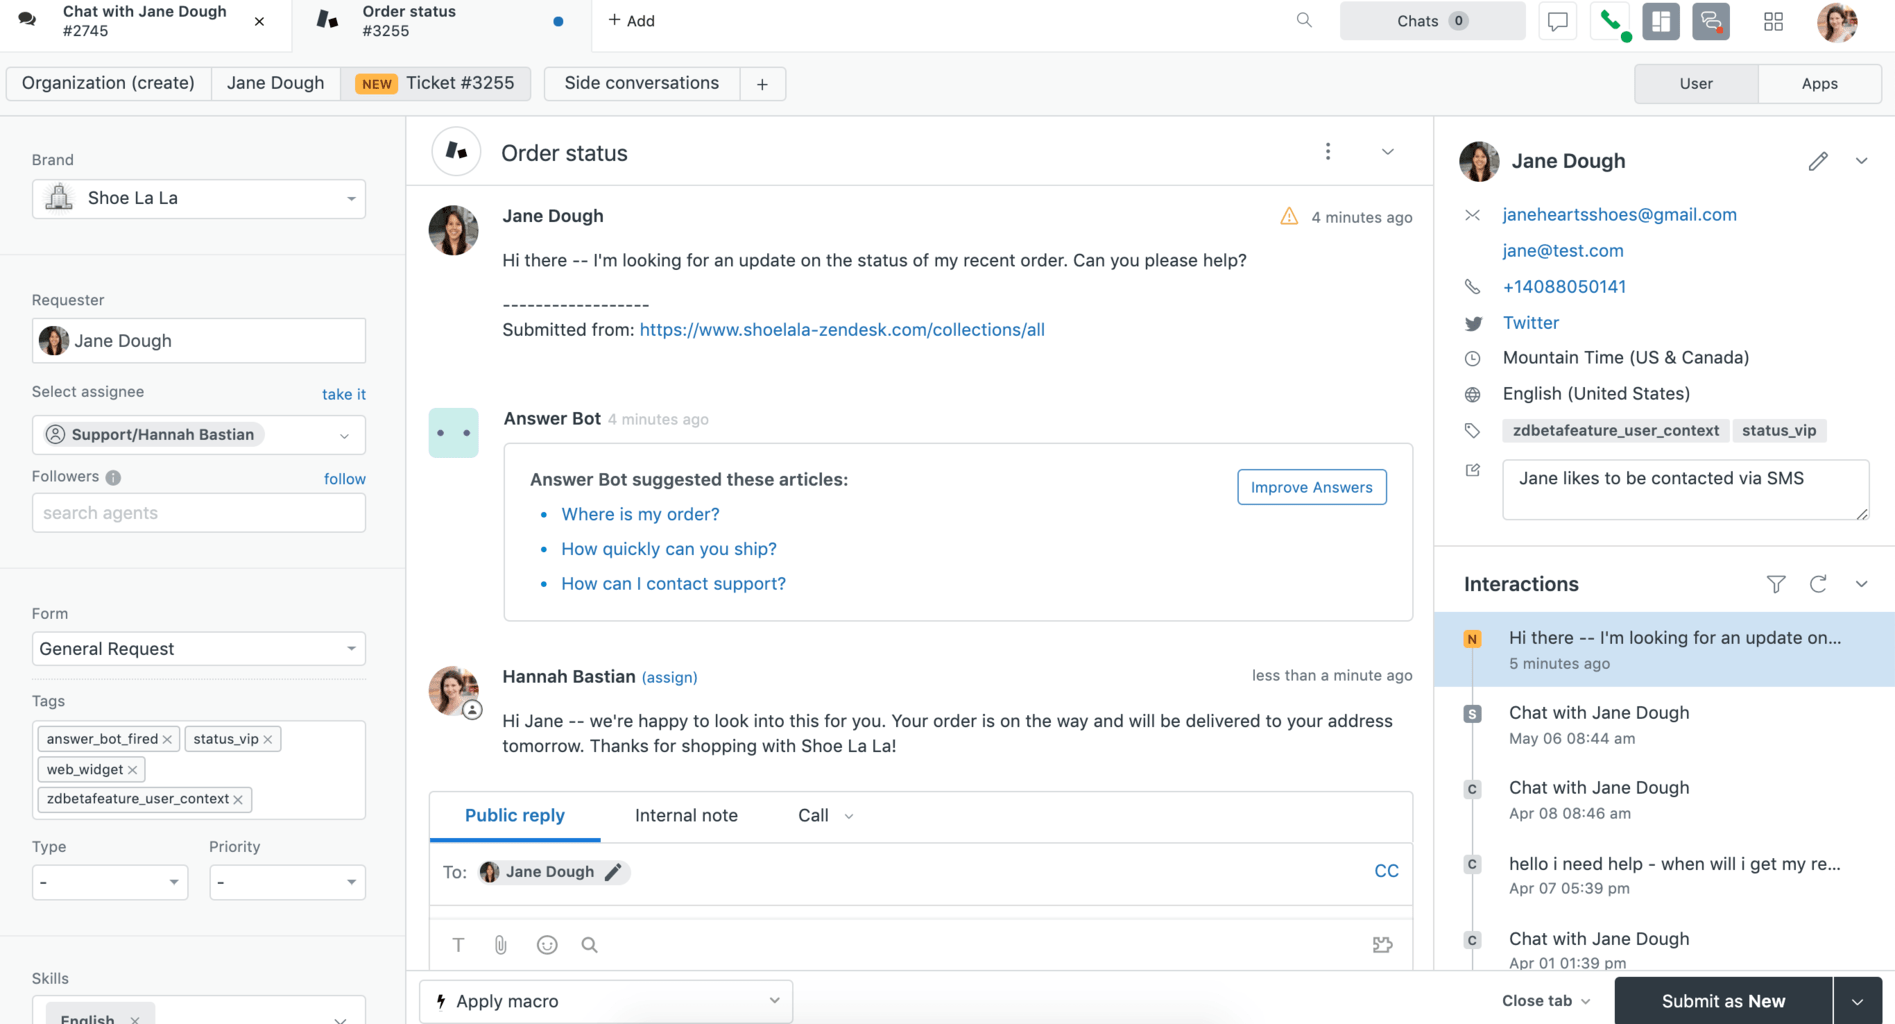 Chat with Jane Dough
#2745
Order status
#3255
+ Add
Chats 0
Organization (create)
Jane Dough
NEW Ticket #3255
Side conversations
+
User
Apps
Brand
Shoe La La
Requester
Jane Dough
Select assignee
take it
Support/Hannah Bastian
Followers
follow
search agents
Form
General Request
Tags
answer_bot_fired ×
status_vip ×
web_widget ×
zdbetafeature_user_context ×
Type
Priority
-
-
Skills
English ×
Order status
Jane Dough
4 minutes ago
Hi there -- I'm looking for an update on the status of my recent order. Can you please help?
------------------
Submitted from: https://www.shoelala-zendesk.com/collections/all
Answer Bot 4 minutes ago
Answer Bot suggested these articles:
Improve Answers
• Where is my order?
• How quickly can you ship?
• How can I contact support?
Hannah Bastian (assign)
less than a minute ago
Hi Jane -- we're happy to look into this for you. Your order is on the way and will be delivered to your address
tomorrow. Thanks for shopping with Shoe La La!
Public reply
Internal note
Call
To: Jane Dough
CC
T
Apply macro
Jane Dough
janeheartsshoes@gmail.com
jane@test.com
+14088050141
Twitter
Mountain Time (US & Canada)
English (United States)
zdbetafeature_user_context status_vip
Jane likes to be contacted via SMS
Interactions
N Hi there -- I'm looking for an update on...
5 minutes ago
S Chat with Jane Dough
May 06 08:44 am
C Chat with Jane Dough
Apr 08 08:46 am
C hello i need help - when will i get my re...
Apr 07 05:39 pm
C Chat with Jane Dough
Apr 01 01:39 pm
Close tab
Submit as New